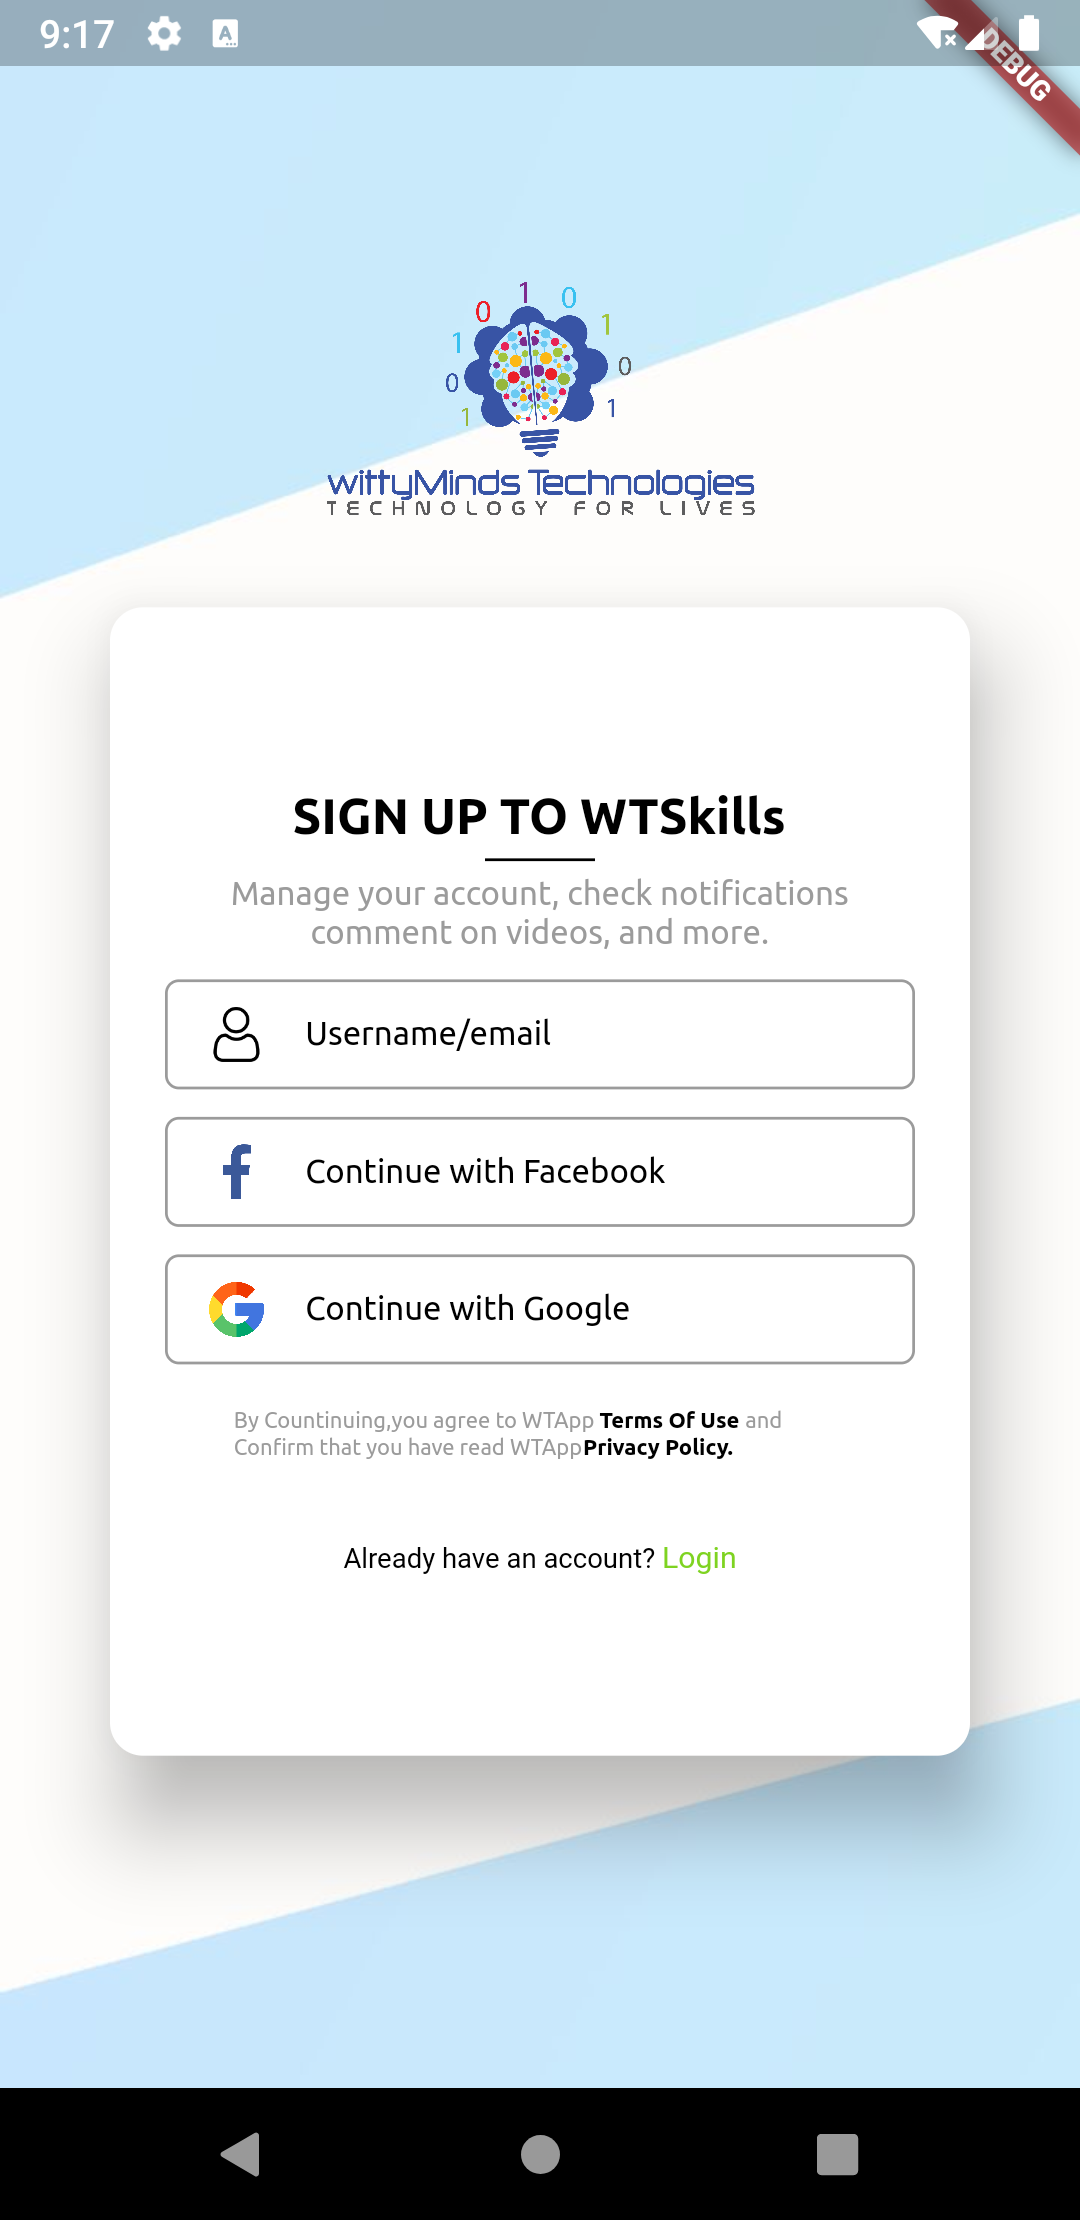 9:17
A
DEBUG
1
0 0
1 1
0 0
1 1
wittyMinds Technologies
TECHNOLOGY FOR LIVES
SIGN UP TO WTSkills
Manage your account, check notifications
comment on videos, and more.
Username/email
Continue with Facebook
Continue with Google
By Countinuing,you agree to WTApp Terms Of Use and
Confirm that you have read WTAppPrivacy Policy.
Already have an account? Login